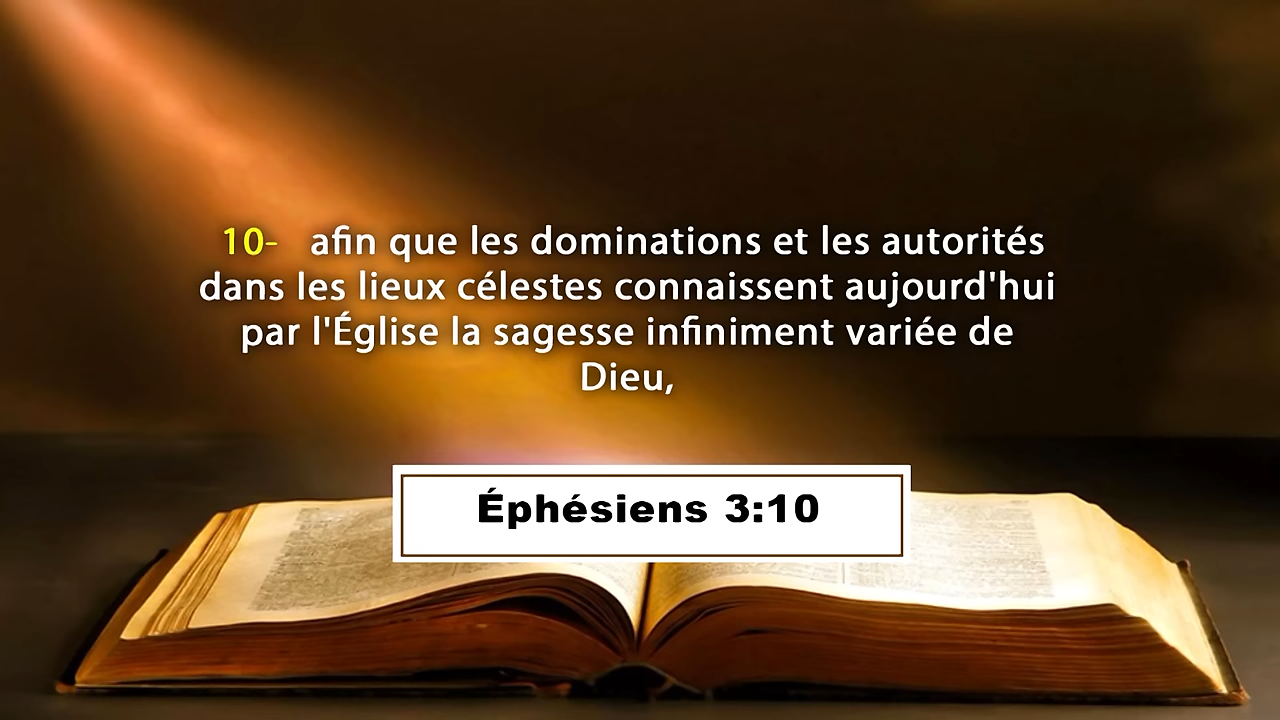 10- afin que les dominations et les autorités
dans les lieux célestes connaissent aujourd'hui
par l'Église la sagesse infiniment variée de
Dieu,
Éphésiens 3:10